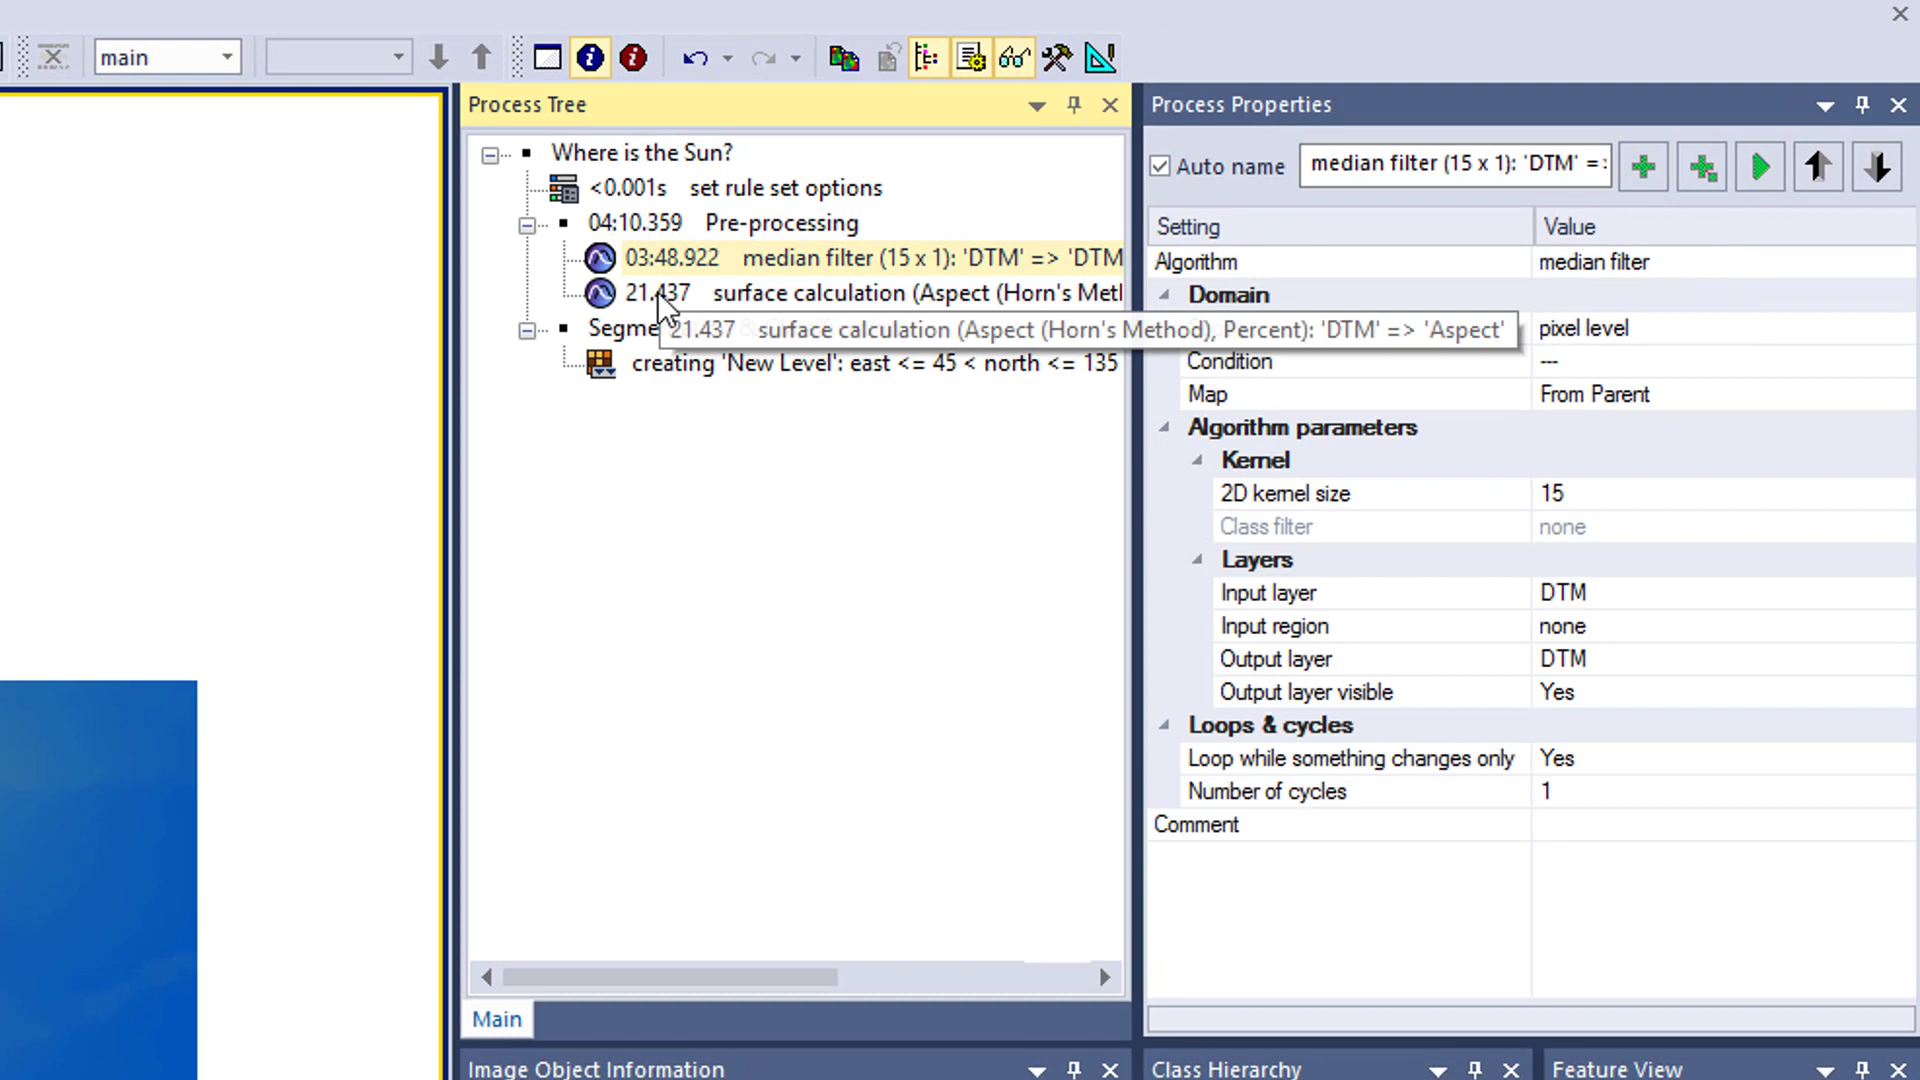 main
Process Tree
Where is the Sun?
<0.001s set rule set options
04:10.359 Pre-processing
03:48.922 median filter (15 x 1): 'DTM' => 'DTM
21.437 surface calculation (Aspect (Horn's Metl
Segme
21.437 surface calculation (Aspect (Horn's Method), Percent): 'DTM' => 'Aspect'
creating 'New Level': east <= 45 < north <= 135
Main
Image Object Information
Process Properties
Auto name
median filter (15 x 1): 'DTM' =>
Setting Value
Algorithm median filter
Domain
pixel level
Condition ---
Map From Parent
Algorithm parameters
Kernel
2D kernel size 15
Class filter none
Layers
Input layer DTM
Input region none
Output layer DTM
Output layer visible Yes
Loops & cycles
Loop while something changes only Yes
Number of cycles 1
Comment
Class Hierarchy
Feature View